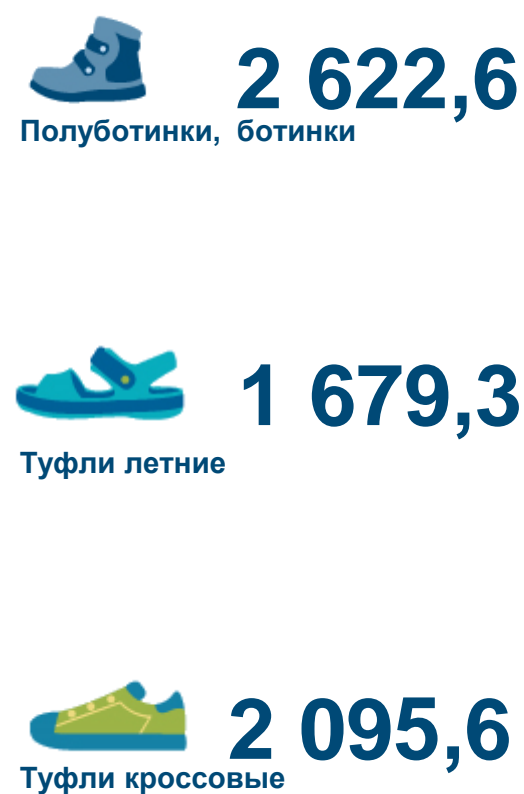 2 622,6
Полуботинки, ботинки
1 679,3
Туфли летние
2 095,6
Туфли кроссовые